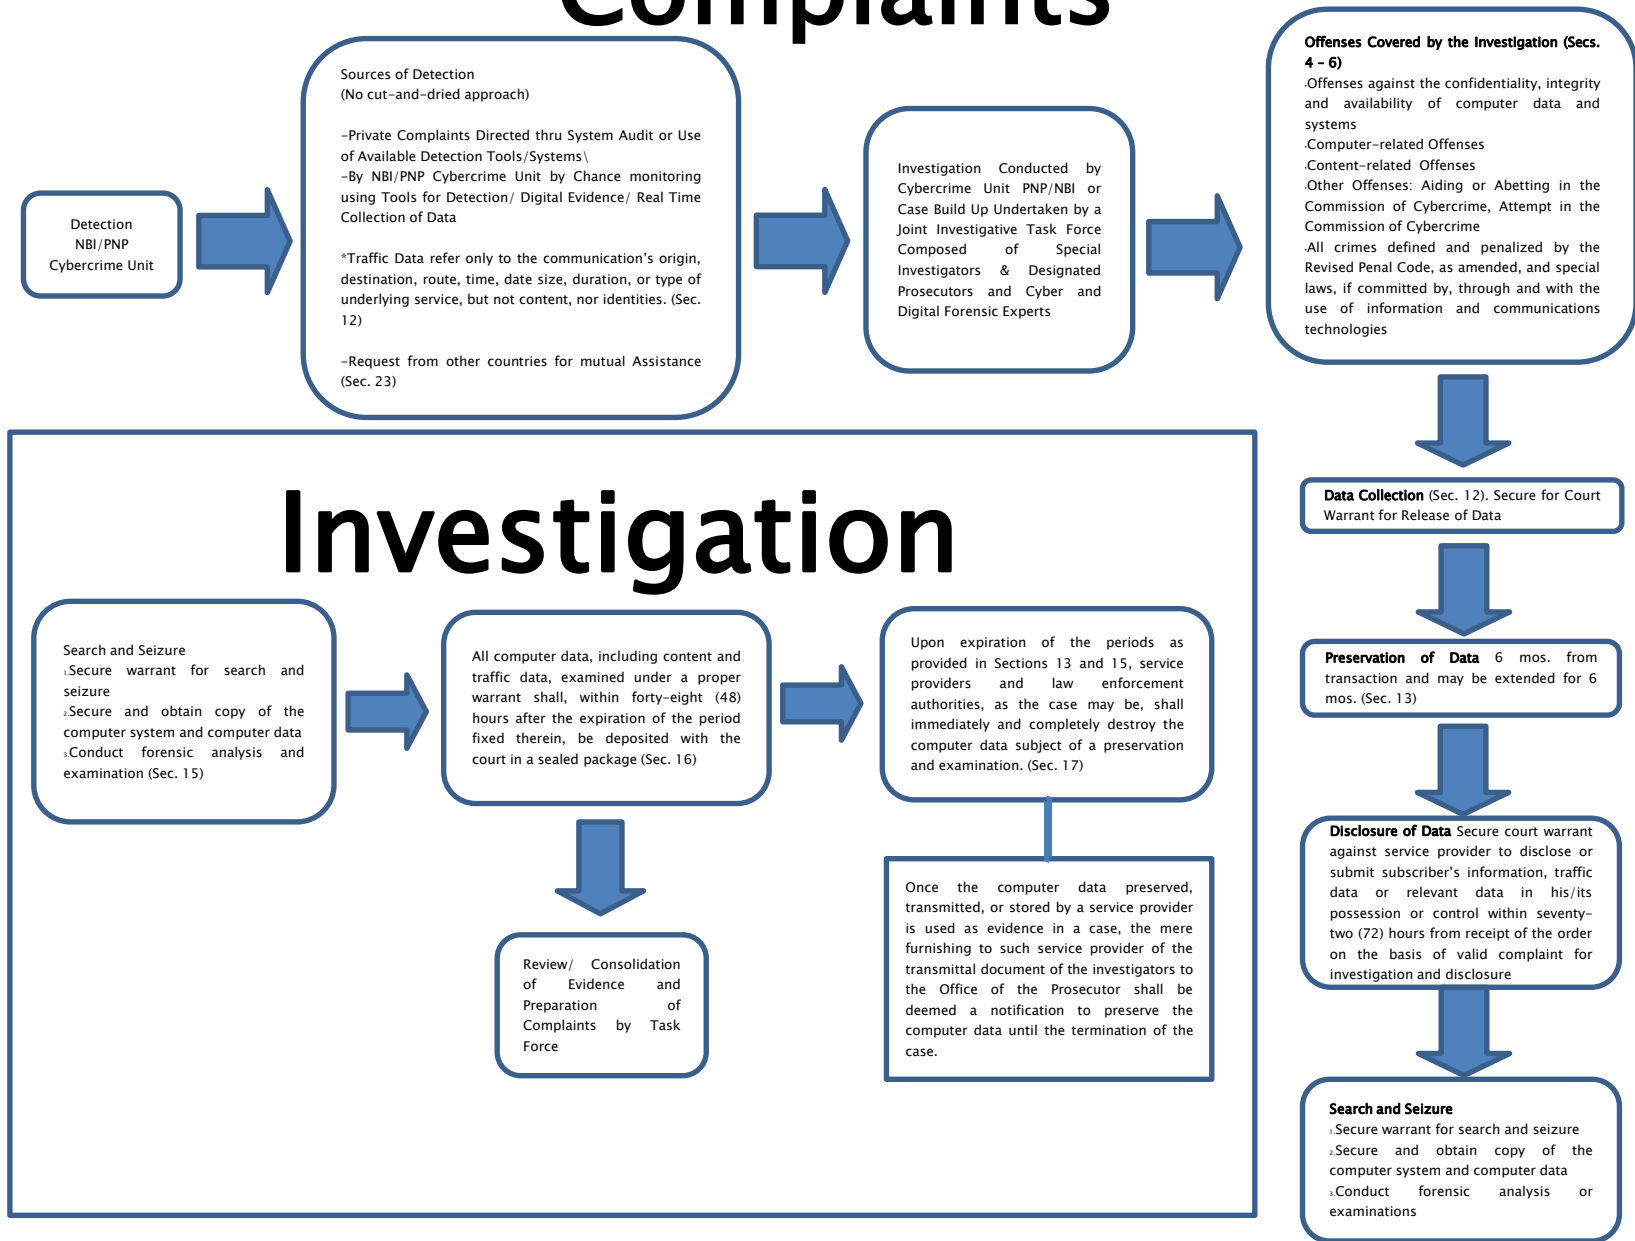 Complaints
Detection
NBI/PNP
Cybercrime Unit
Sources of Detection
(No cut-and-dried approach)
-Private Complaints Directed thru System Audit or Use
of Available Detection Tools/Systems\
-By NBI/PNP Cybercrime Unit by Chance monitoring
using Tools for Detection/ Digital Evidence/ Real Time
Collection of Data
*Traffic Data refer only to the communication's origin,
destination, route, time, date size, duration, or type of
underlying service, but not content, nor identities. (Sec.
12)
-Request from other countries for mutual Assistance
(Sec. 23)
Investigation Conducted by
Cybercrime Unit PNP/NBI or
Case Build Up Undertaken by a
Joint Investigative Task Force
Composed of Special
Investigators & Designated
Prosecutors and Cyber and
Digital Forensic Experts
Offenses Covered by the Investigation (Secs.
4 – 6)
.Offenses against the confidentiality, integrity
and availability of computer data and
systems
.Computer-related Offenses
.Content-related Offenses
.Other Offenses: Aiding or Abetting in the
Commission of Cybercrime, Attempt in the
Commission of Cybercrime
.All crimes defined and penalized by the
Revised Penal Code, as amended, and special
laws, if committed by, through and with the
use of information and communications
technologies
Data Collection (Sec. 12). Secure for Court
Warrant for Release of Data
Preservation of Data 6 mos. from
transaction and may be extended for 6
mos. (Sec. 13)
Disclosure of Data Secure court warrant
against service provider to disclose or
submit subscriber's information, traffic
data or relevant data in his/its
possession or control within seventy-
two (72) hours from receipt of the order
on the basis of valid complaint for
investigation and disclosure
Search and Seizure
1.Secure warrant for search and seizure
2.Secure and obtain copy of the
computer system and computer data
3.Conduct forensic analysis or
examinations
Investigation
Search and Seizure
1.Secure warrant for search and
seizure
2.Secure and obtain copy of the
computer system and computer data
3.Conduct forensic analysis and
examination (Sec. 15)
All computer data, including content and
traffic data, examined under a proper
warrant shall, within forty-eight (48)
hours after the expiration of the period
fixed therein, be deposited with the
court in a sealed package (Sec. 16)
Upon expiration of the periods as
provided in Sections 13 and 15, service
providers and law enforcement
authorities, as the case may be, shall
immediately and completely destroy the
computer data subject of a preservation
and examination. (Sec. 17)
Review/ Consolidation
of Evidence and
Preparation of
Complaints by Task
Force
Once the computer data preserved,
transmitted, or stored by a service provider
is used as evidence in a case, the mere
furnishing to such service provider of the
transmittal document of the investigators to
the Office of the Prosecutor shall be
deemed a notification to preserve the
computer data until the termination of the
case.